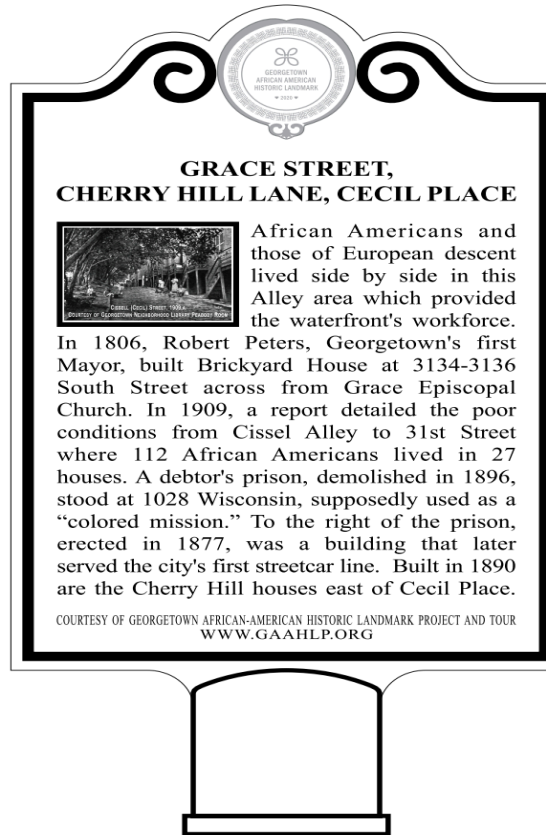 GEORGETOWN
AFRICAN AMERICAN
HISTORIC LANDMARK
2020
GRACE STREET,
CHERRY HILL LANE, CECIL PLACE
CISSELL (CECIL) STREET, 1909
COURTESY OF GEORGETOWN NEIGHBORHOOD LIBRARY PEABODY ROOM
African Americans and
those of European descent
lived side by side in this
Alley area which provided
the waterfront's workforce.
In 1806, Robert Peters, Georgetown's first
Mayor, built Brickyard House at 3134-3136
South Street across from Grace Episcopal
Church. In 1909, a report detailed the poor
conditions from Cissel Alley to 31st Street
where 112 African Americans lived in 27
houses. A debtor's prison, demolished in 1896,
stood at 1028 Wisconsin, supposedly used as a
“colored mission.” To the right of the prison,
erected in 1877, was a building that later
served the city's first streetcar line. Built in 1890
are the Cherry Hill houses east of Cecil Place.
COURTESY OF GEORGETOWN AFRICAN-AMERICAN HISTORIC LANDMARK PROJECT AND TOUR
WWW.GAAHLP.ORG